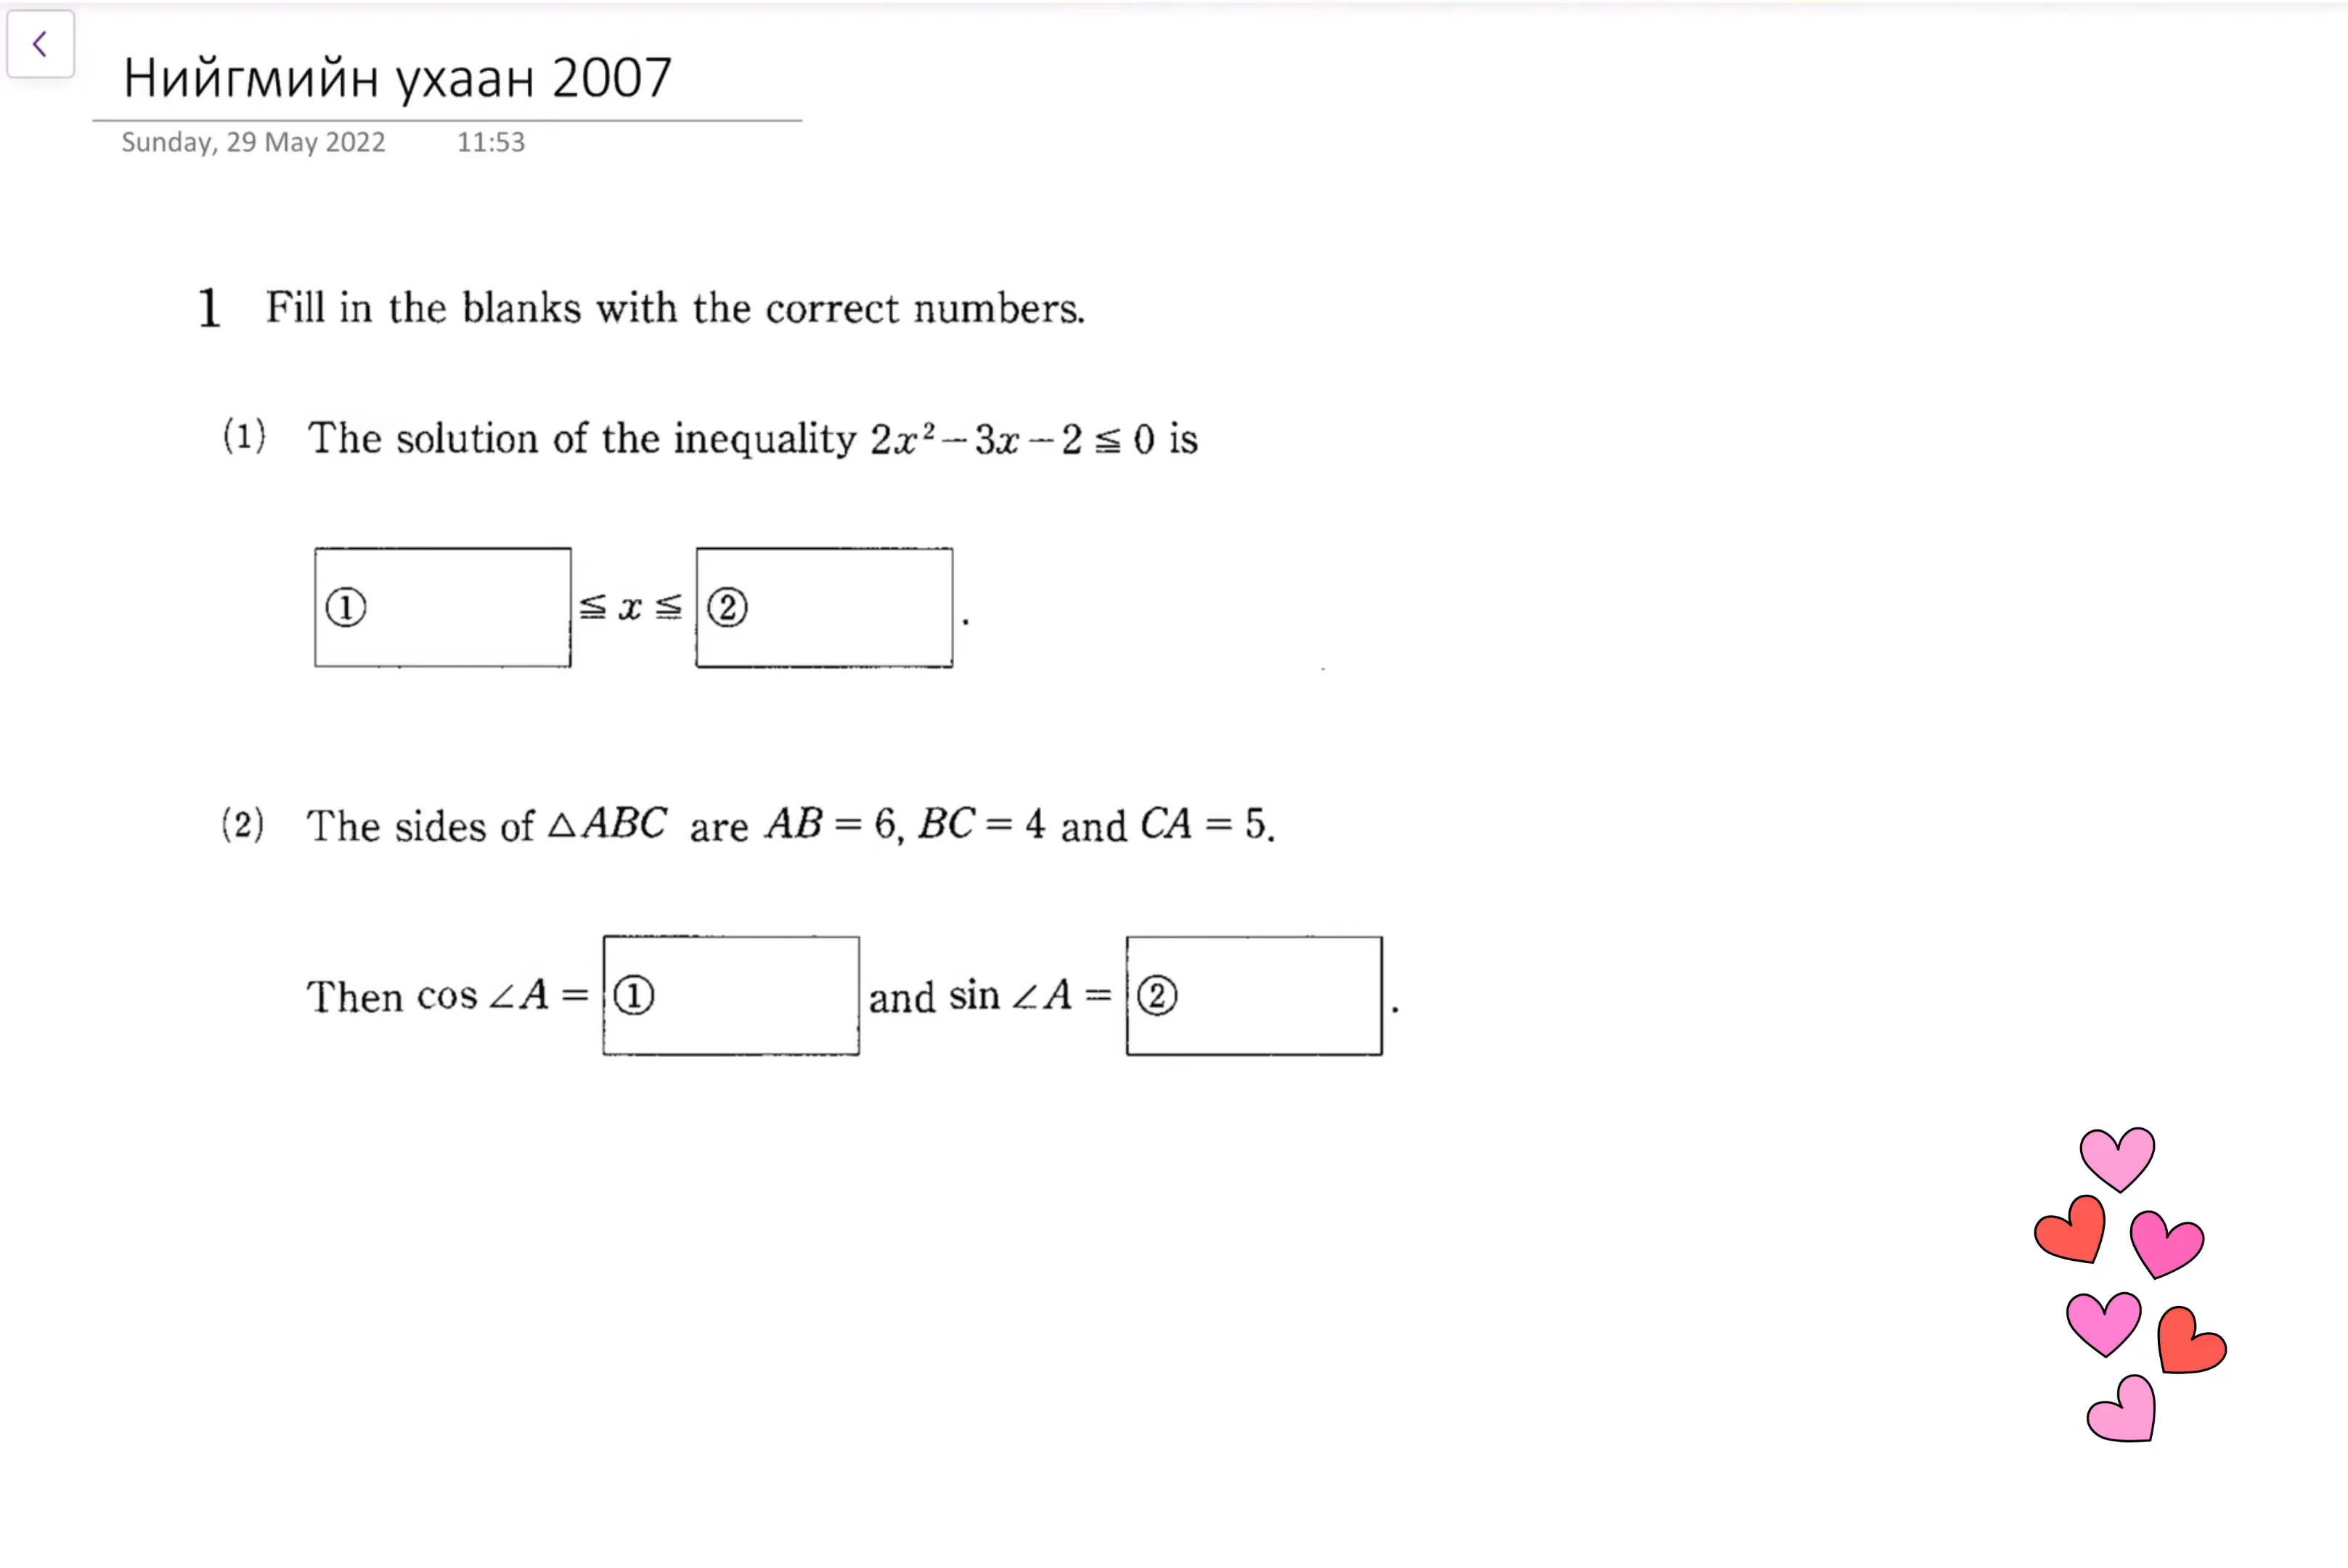 Нийгмийн ухаан 2007
Sunday, 29 May 2022 11:53
1 Fill in the blanks with the correct numbers.
(1) The solution of the inequality 2x² − 3x − 2 ≦ 0 is
① ≦ x ≦ ② .
(2) The sides of △ABC are AB = 6, BC = 4 and CA = 5.
Then cos ∠A = ① and sin ∠A = ② .